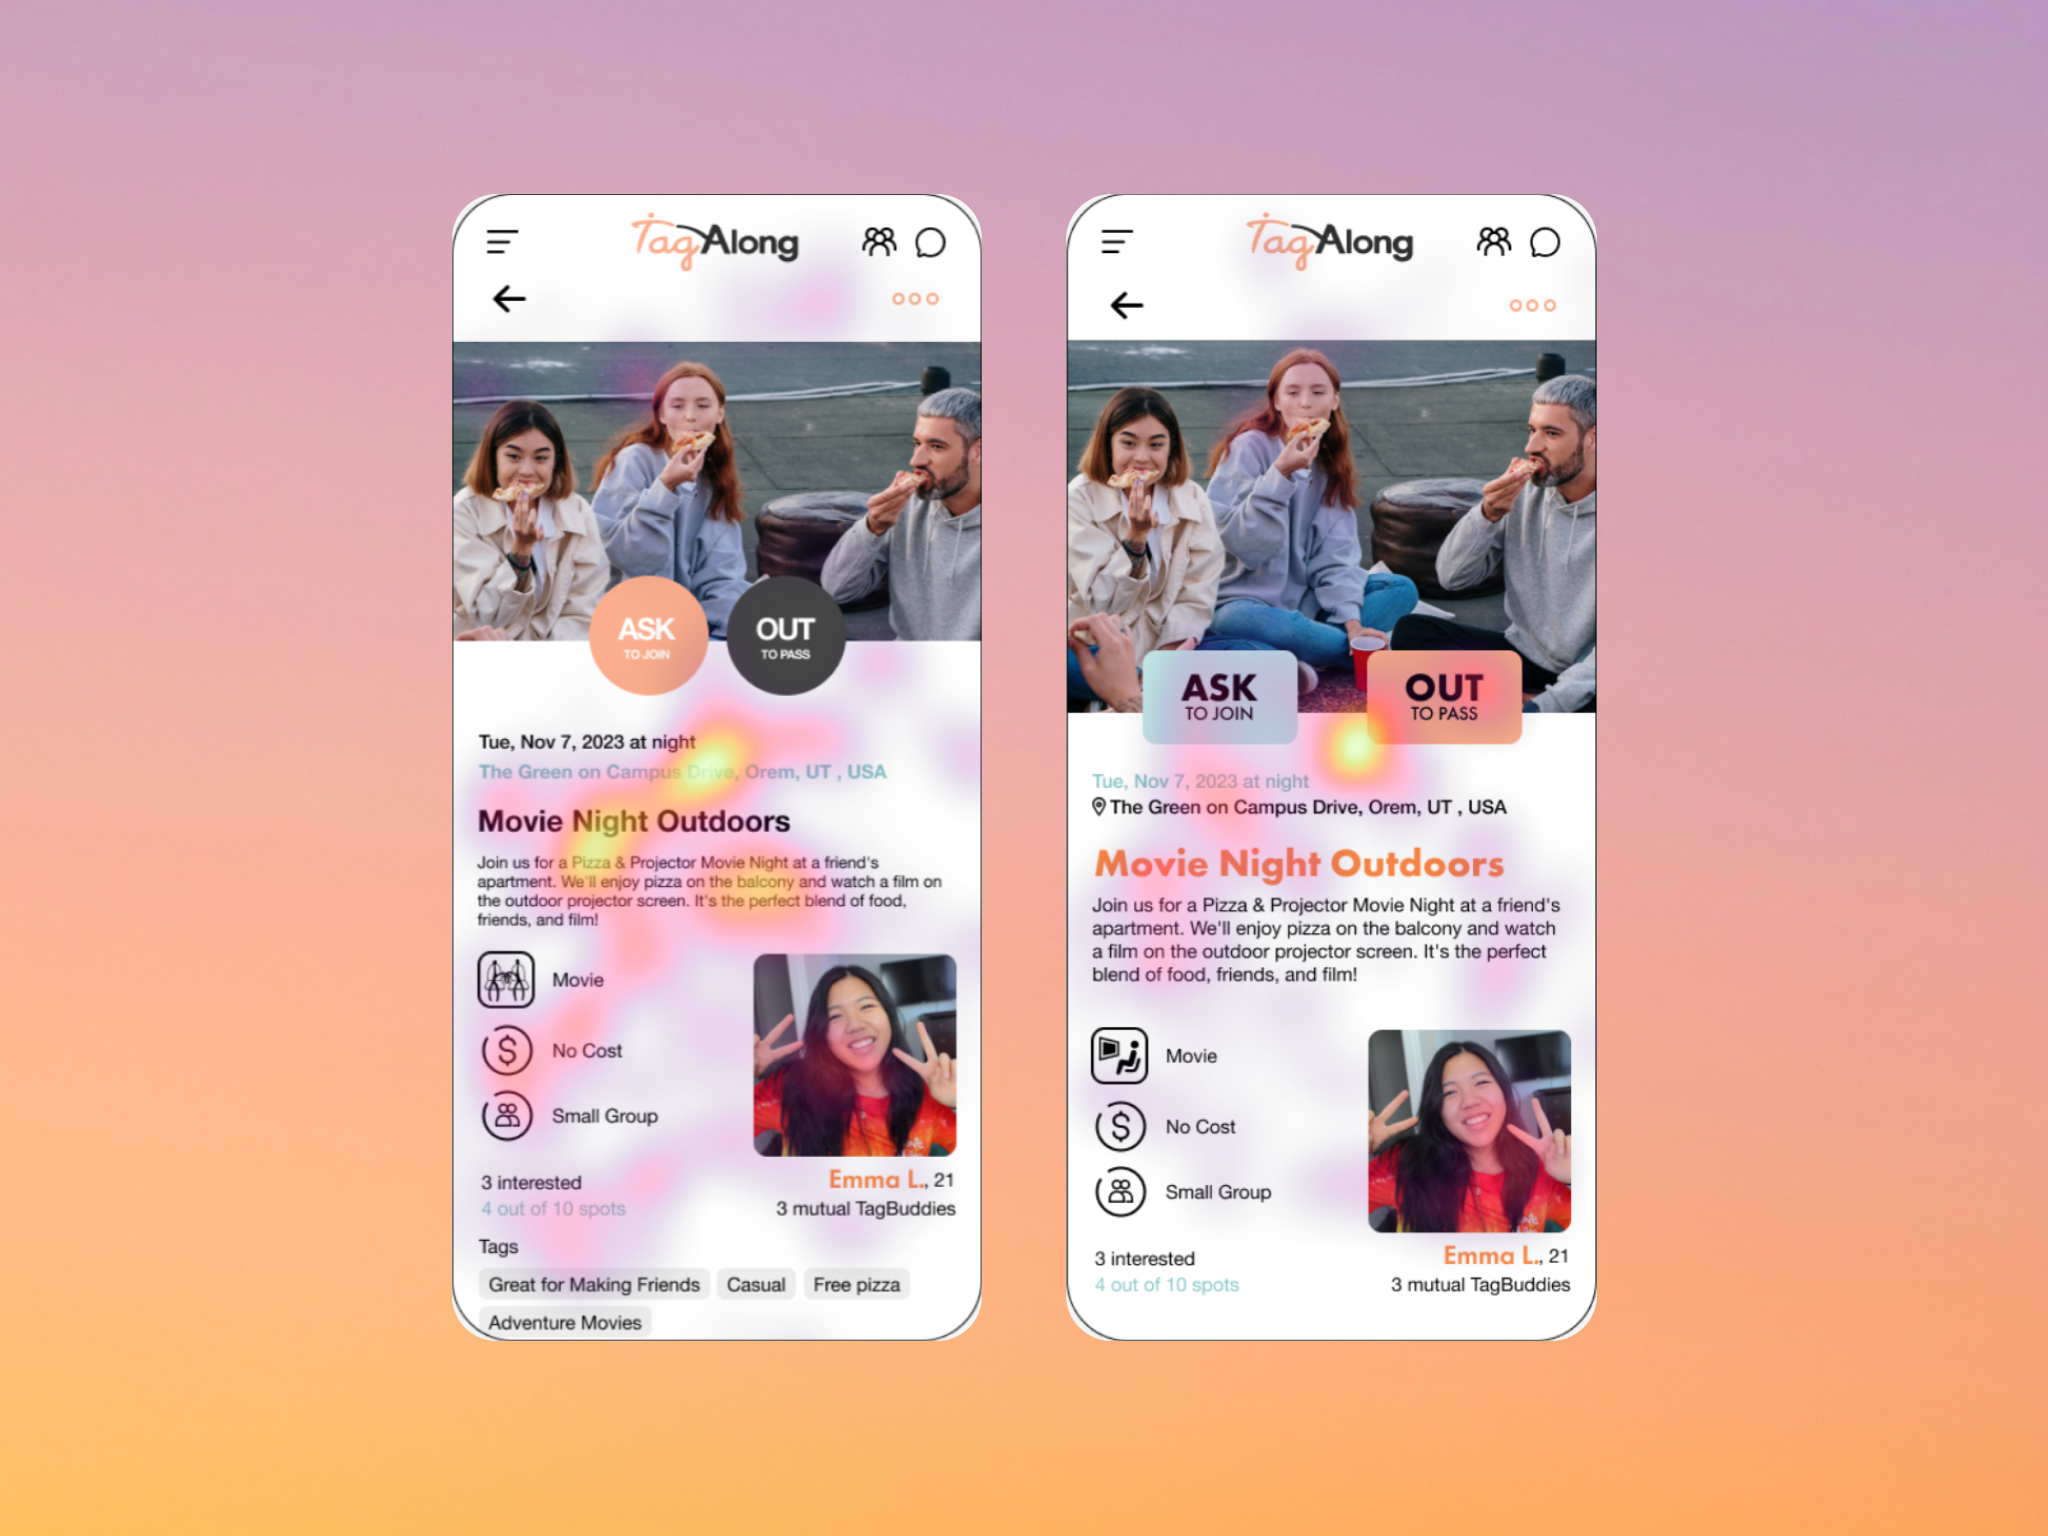 TagAlong
ASK
TO JOIN
OUT
TO PASS
Tue, Nov 7, 2023 at night
The Green on Campus Drive, Orem, UT , USA
Movie Night Outdoors
Join us for a Pizza & Projector Movie Night at a friend's
apartment. We'll enjoy pizza on the balcony and watch a film on
the outdoor projector screen. It's the perfect blend of food,
friends, and film!
Movie
No Cost
Small Group
3 interested
4 out of 10 spots
Emma L., 21
3 mutual TagBuddies
Tags
Great for Making Friends
Casual
Free pizza
Adventure Movies
TagAlong
ASK
TO JOIN
OUT
TO PASS
Tue, Nov 7, 2023 at night
The Green on Campus Drive, Orem, UT , USA
Movie Night Outdoors
Join us for a Pizza & Projector Movie Night at a friend's
apartment. We'll enjoy pizza on the balcony and watch
a film on the outdoor projector screen. It's the perfect
blend of food, friends, and film!
Movie
No Cost
Small Group
3 interested
4 out of 10 spots
Emma L., 21
3 mutual TagBuddies